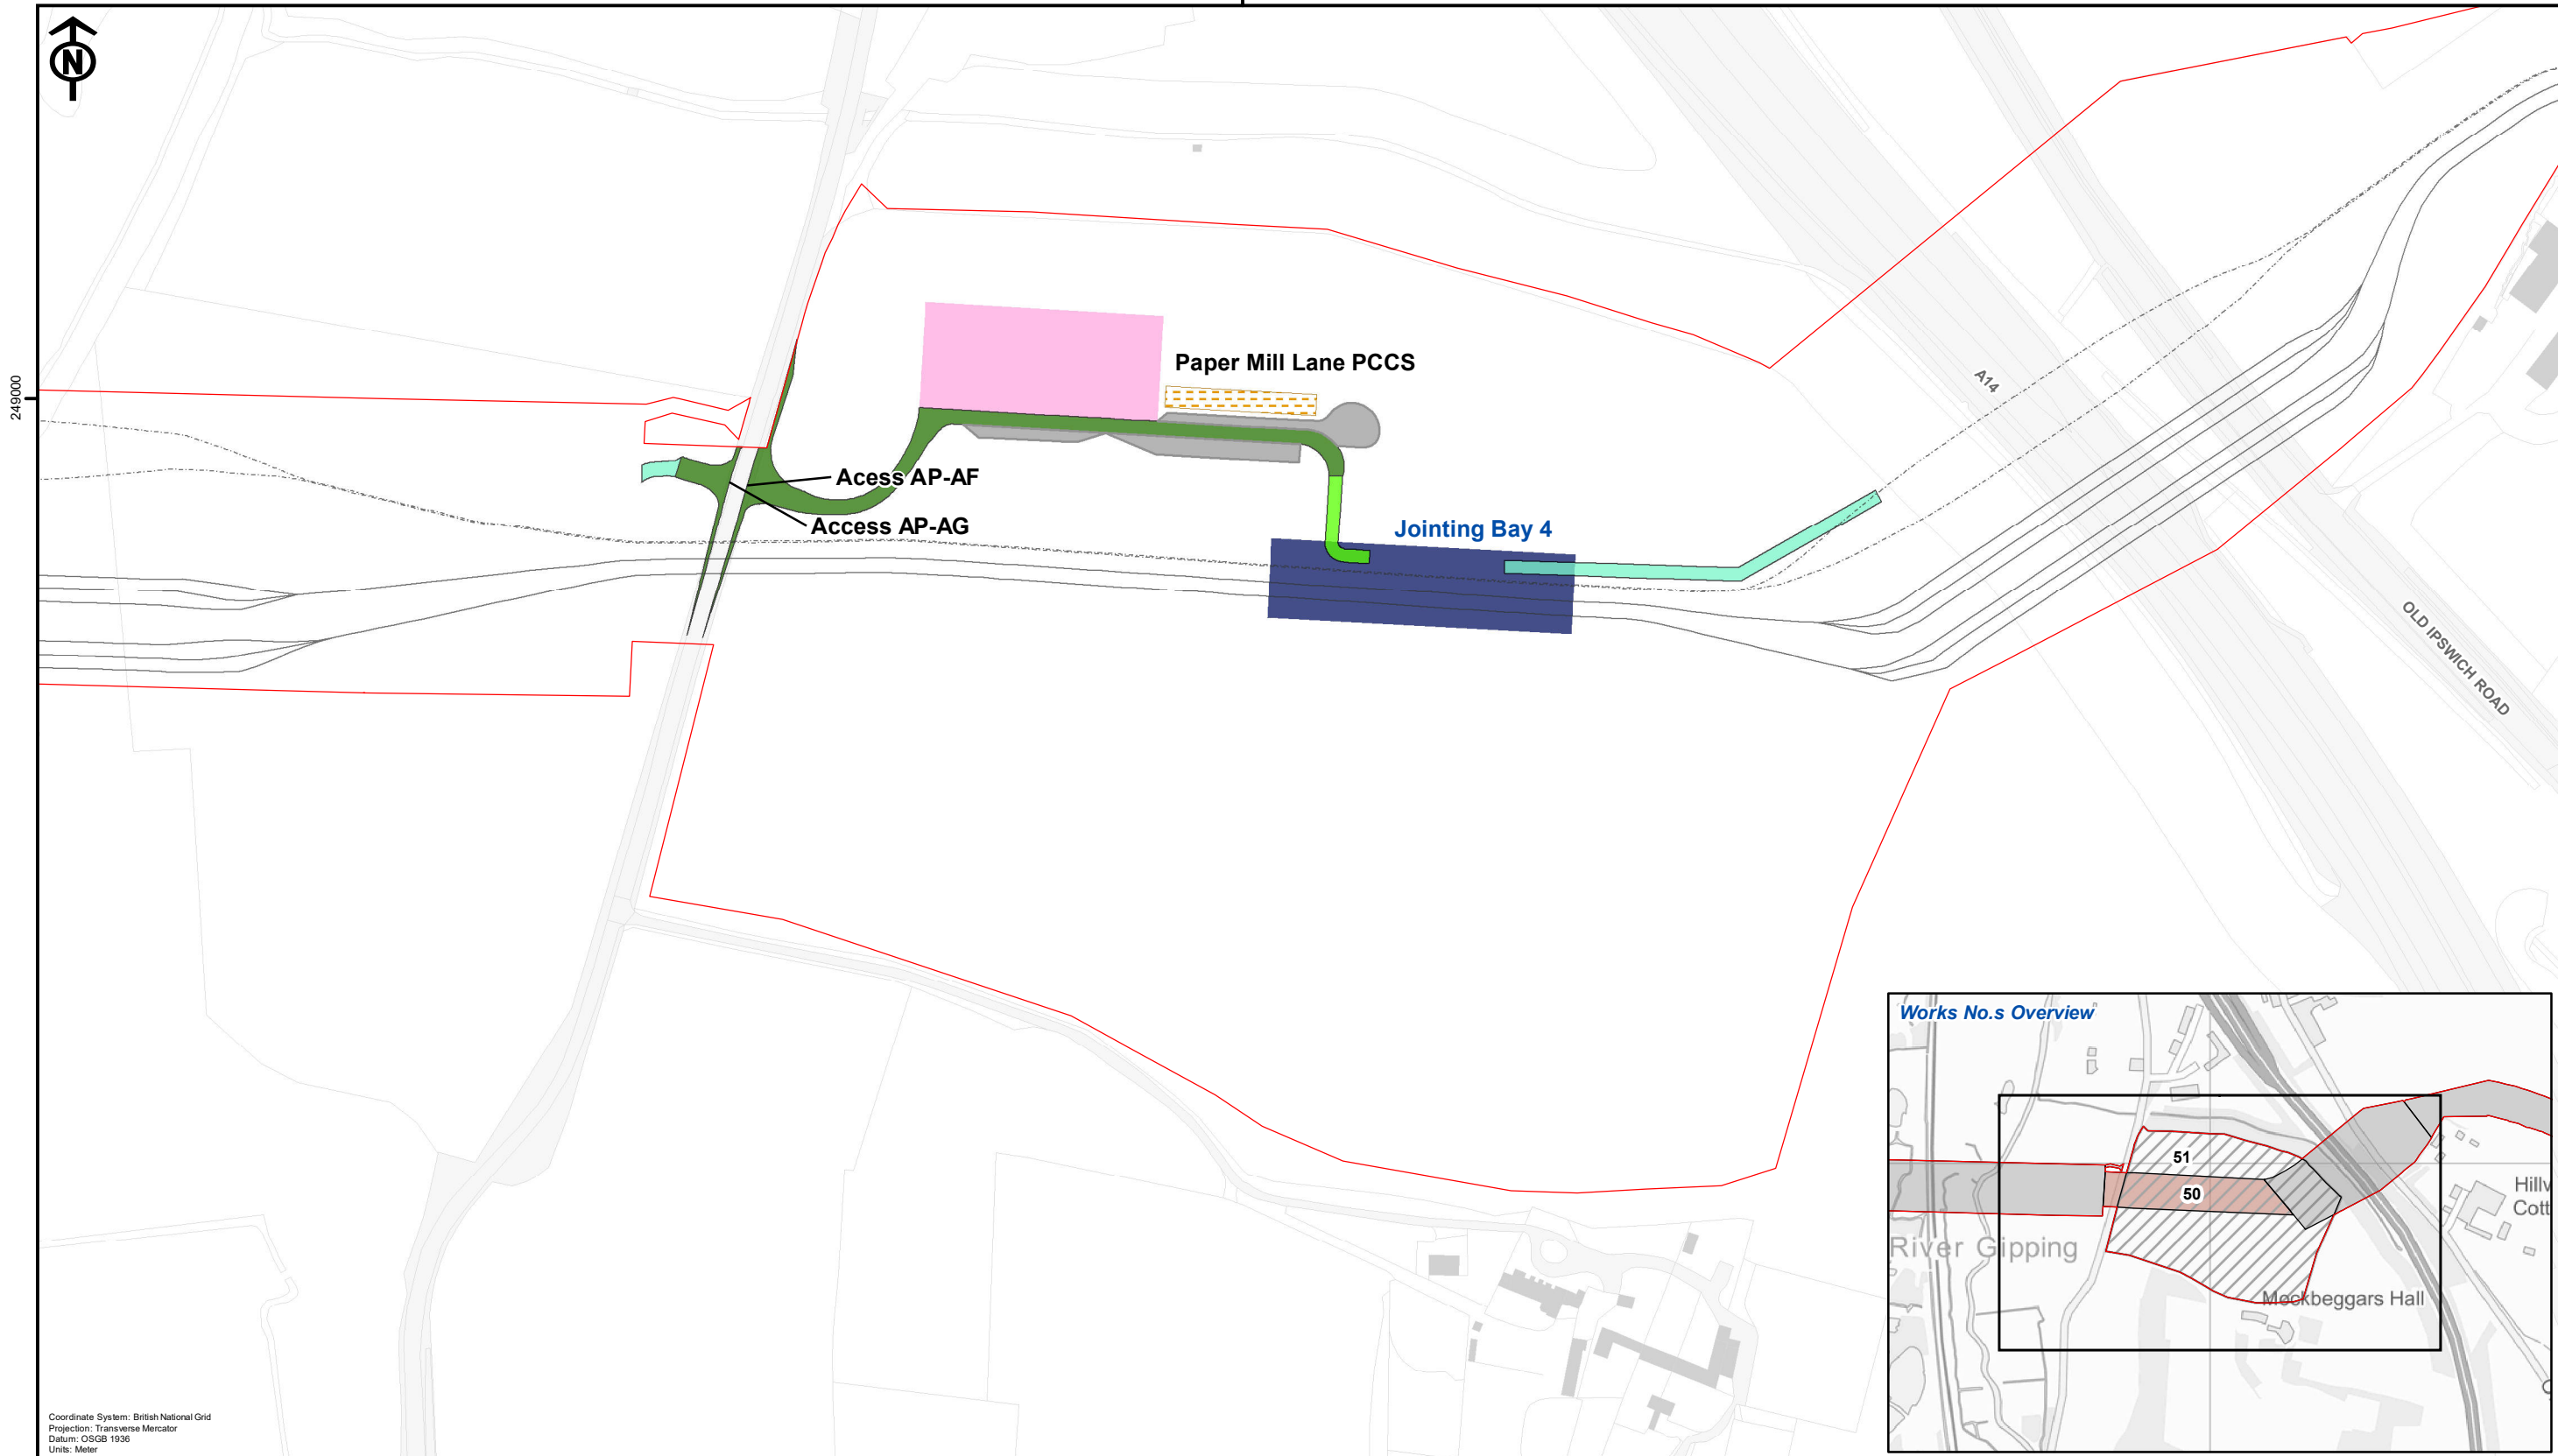 N
249000
A14
Paper Mill Lane PCCS
Acess AP-AF
Access AP-AG
Jointing Bay 4
OLD IPSWICH ROAD
Works No.s Overview
51
50
Hillv
Cott
River Gipping
Mockbeggars Hall
Coordinate System: British National Grid
Projection: Transverse Mercator
Datum: OSGB 1936
Units: Meter